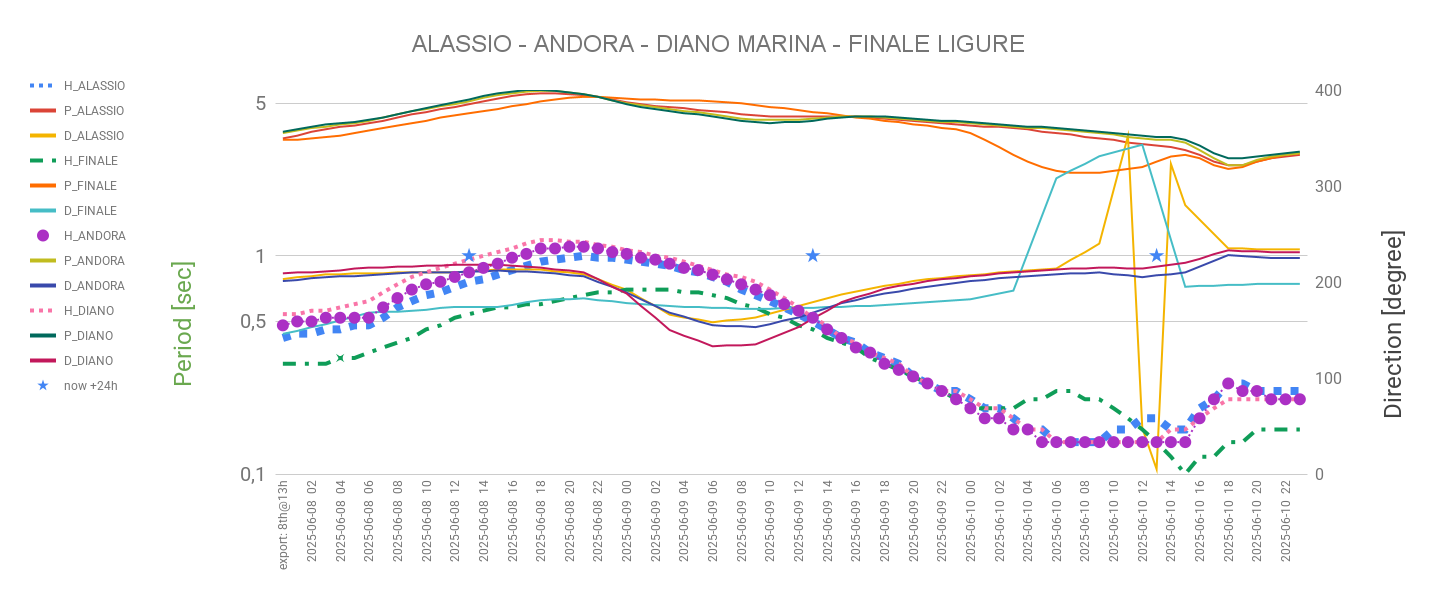 ALASSIO - ANDORA - DIANO MARINA - FINALE LIGURE
H_ALASSIO
P_ALASSIO
D_ALASSIO
H_FINALE
P_FINALE
D_FINALE
H_ANDORA
P_ANDORA
D_ANDORA
H_DIANO
P_DIANO
D_DIANO
now +24h
Period [sec]
5
1
0,5
0,1
400
300
200
100
0
Direction [degree]
export: 8th@13h
2025-06-08 02
2025-06-08 04
2025-06-08 06
2025-06-08 08
2025-06-08 10
2025-06-08 12
2025-06-08 14
2025-06-08 16
2025-06-08 18
2025-06-08 20
2025-06-08 22
2025-06-09 00
2025-06-09 02
2025-06-09 04
2025-06-09 06
2025-06-09 08
2025-06-09 10
2025-06-09 12
2025-06-09 14
2025-06-09 16
2025-06-09 18
2025-06-09 20
2025-06-09 22
2025-06-10 00
2025-06-10 02
2025-06-10 04
2025-06-10 06
2025-06-10 08
2025-06-10 10
2025-06-10 12
2025-06-10 14
2025-06-10 16
2025-06-10 18
2025-06-10 20
2025-06-10 22